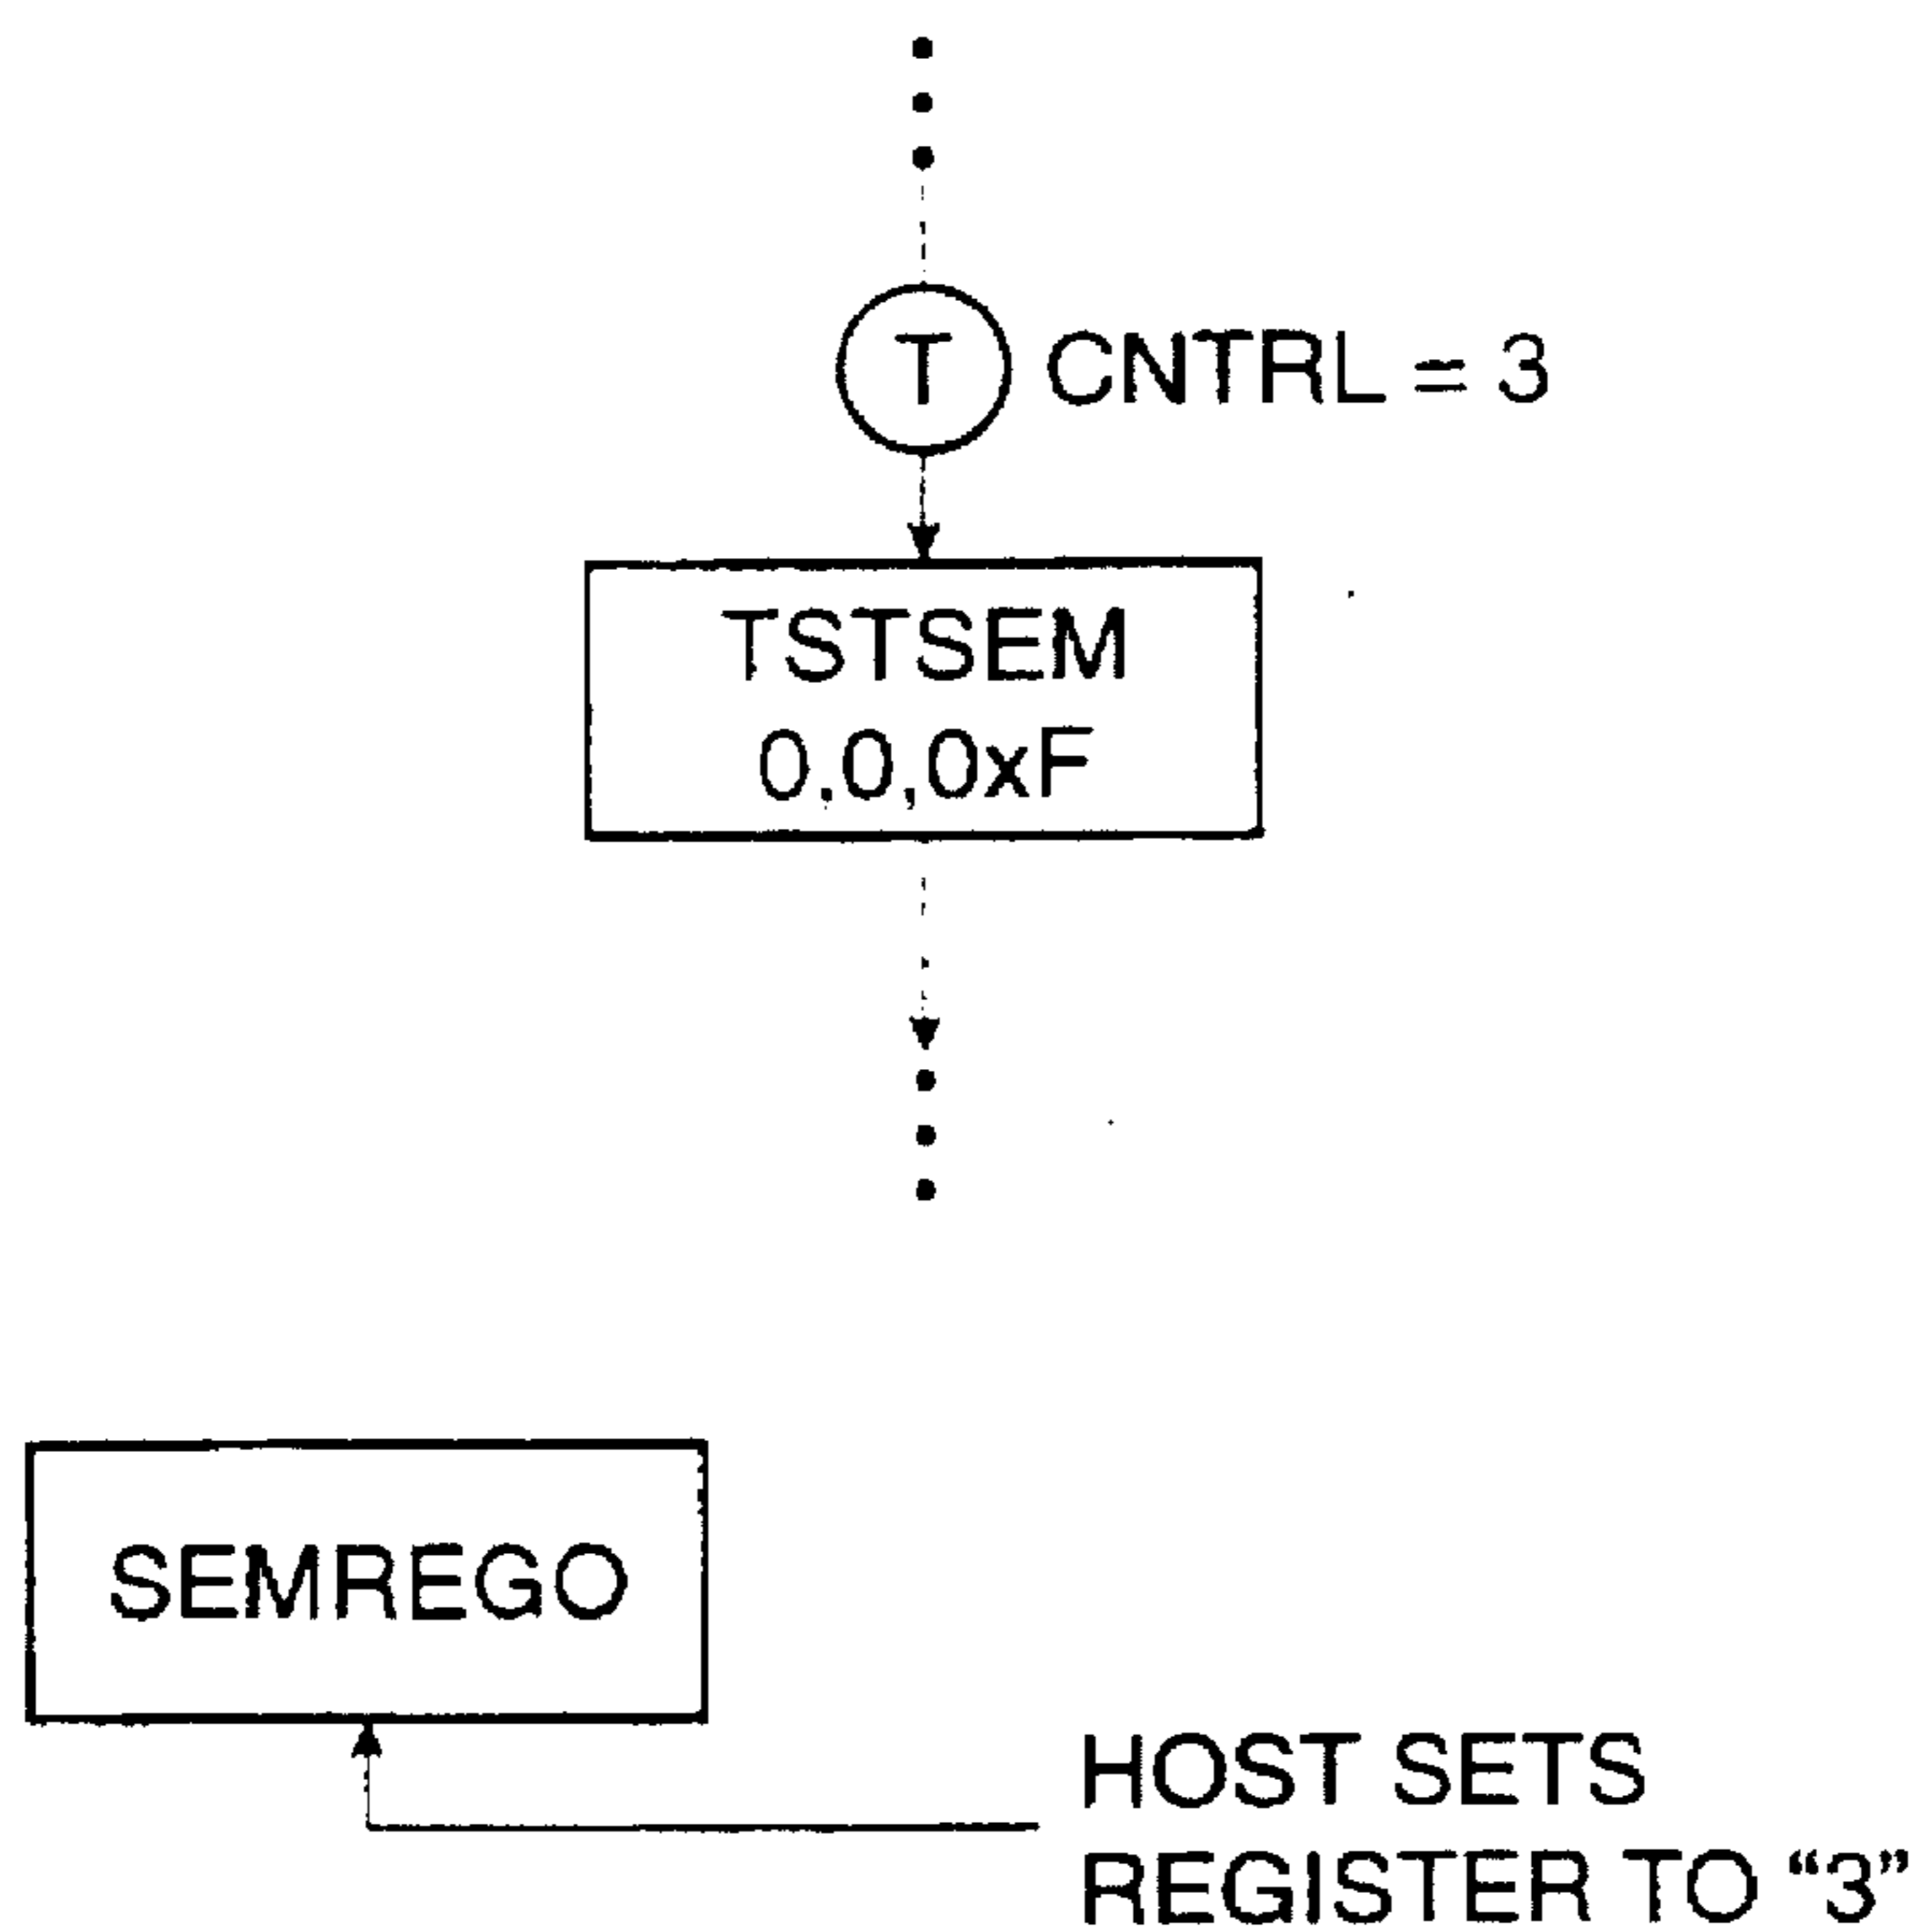 T CNTRL = 3
TSTSEM
0.0,0xF
SEMREGO
HOST SETS
REGISTER TO “3”